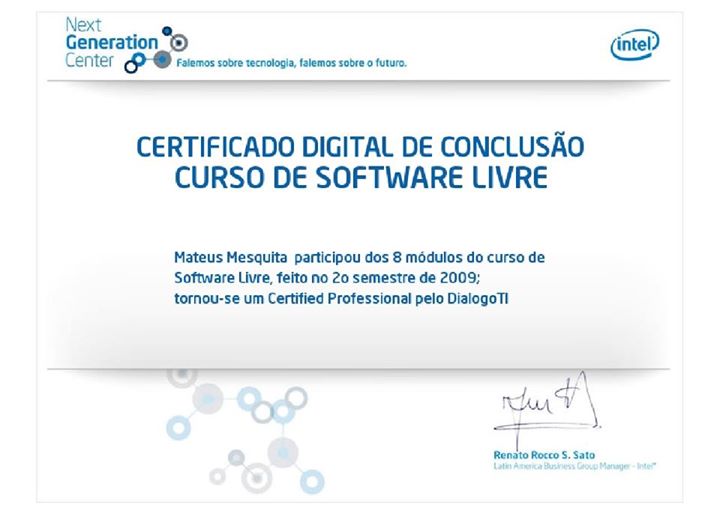 Next
Generation
Center
Falemos sobre tecnologia, falemos sobre o futuro.
intel
CERTIFICADO DIGITAL DE CONCLUSÃO
CURSO DE SOFTWARE LIVRE
Mateus Mesquita participou dos 8 módulos do curso de
Software Livre, feito no 2o semestre de 2009;
tornou-se um Certified Professional pelo DialogoTI
Renato Rocco S. Sato
Latin America Business Group Manager - Intel®